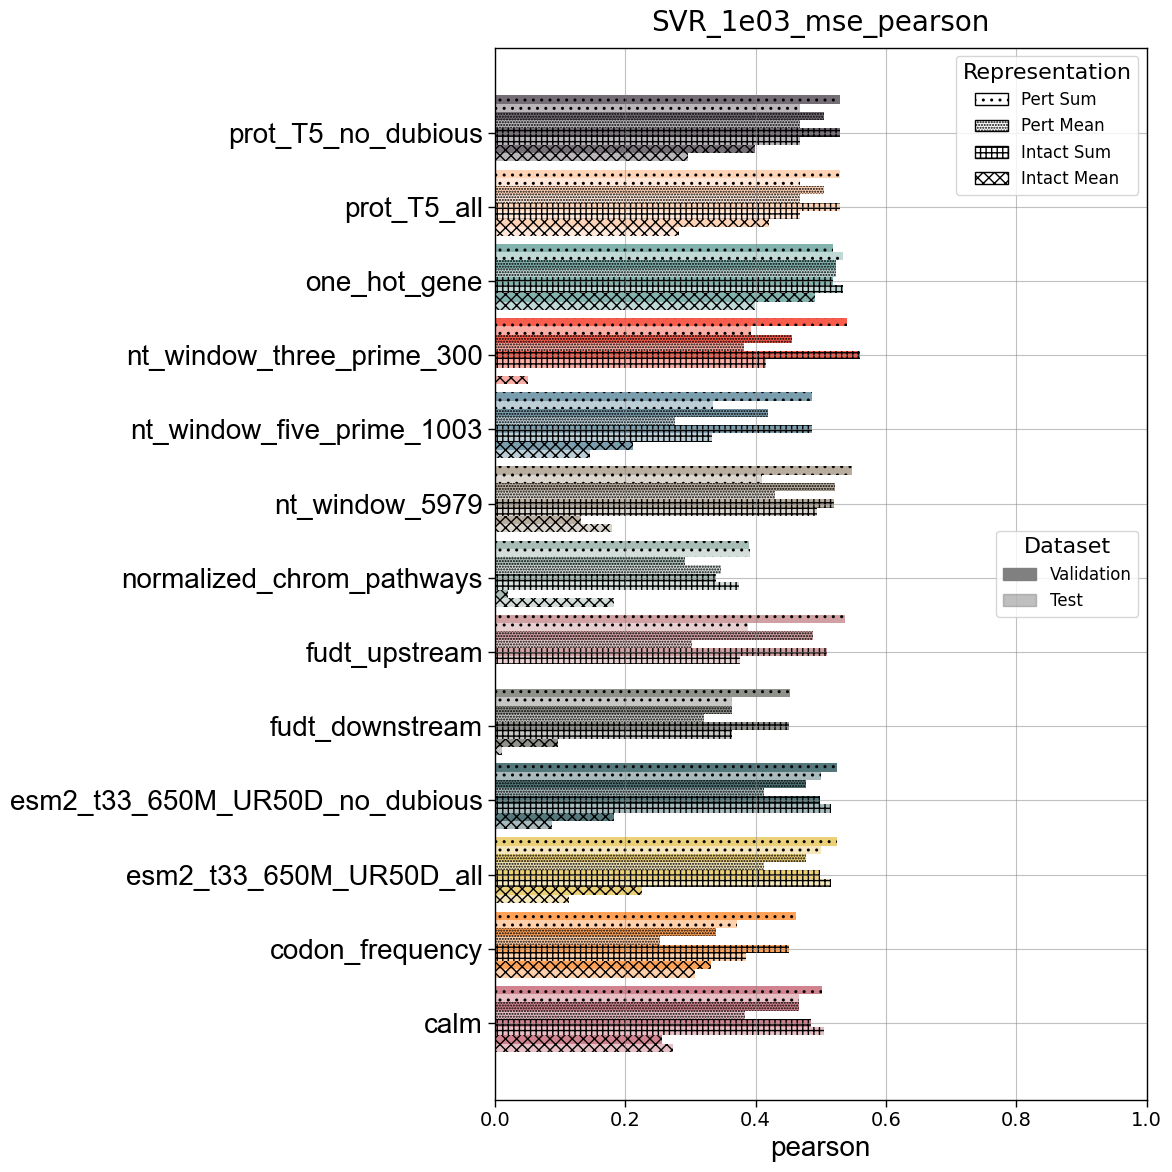 SVR_1e03_mse_pearson
Representation
Pert Sum
Pert Mean
Intact Sum
Intact Mean
prot_T5_no_dubious
prot_T5_all
one_hot_gene
nt_window_three_prime_300
nt_window_five_prime_1003
nt_window_5979
normalized_chrom_pathways
fudt_upstream
fudt_downstream
esm2_t33_650M_UR50D_no_dubious
esm2_t33_650M_UR50D_all
codon_frequency
calm
Dataset
Validation
Test
0.0 0.2 0.4 0.6 0.8 1.0
pearson